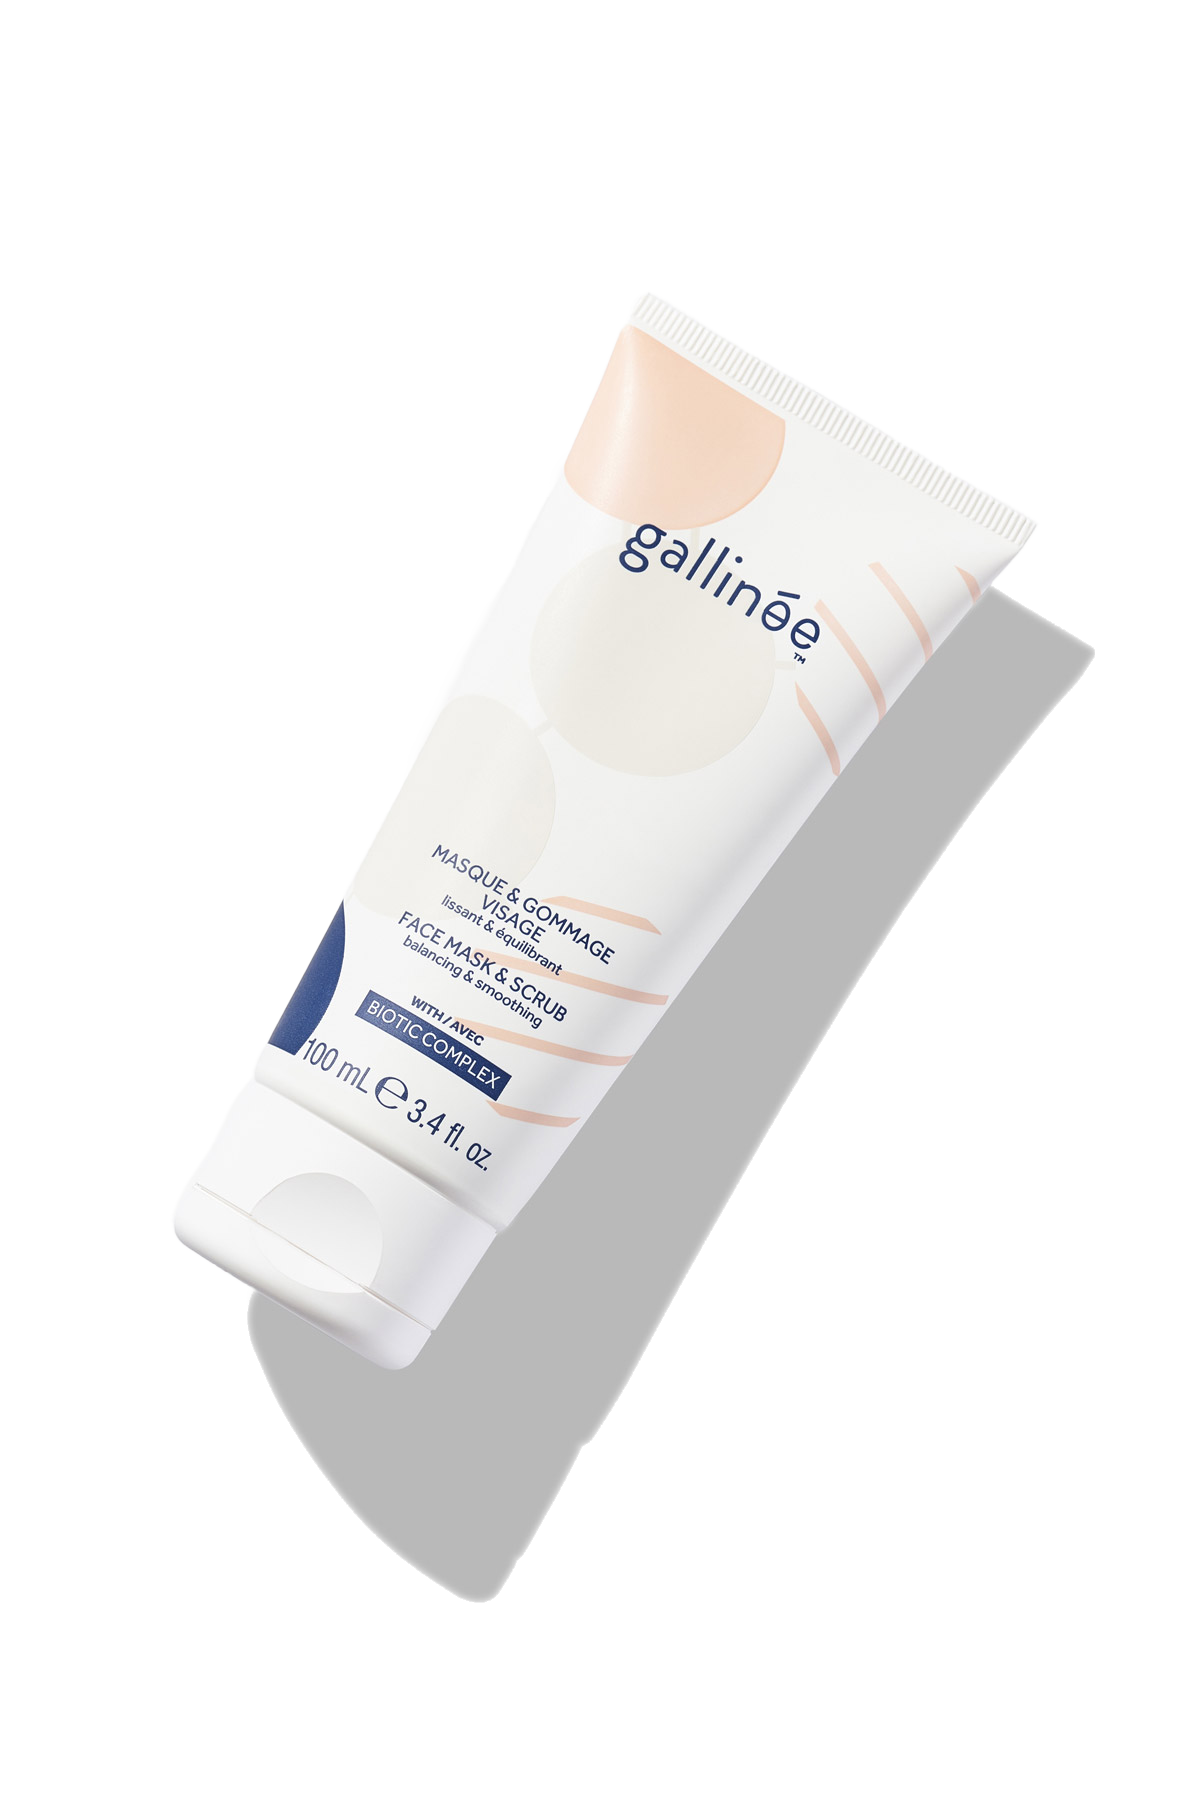 gallinée
TM
MASQUE & GOMMAGE
VISAGE
lissant & équilibrant
FACE MASK & SCRUB
balancing & smoothing
WITH / AVEC
BIOTIC COMPLEX
100 mL ℮ 3.4 fl. oz.